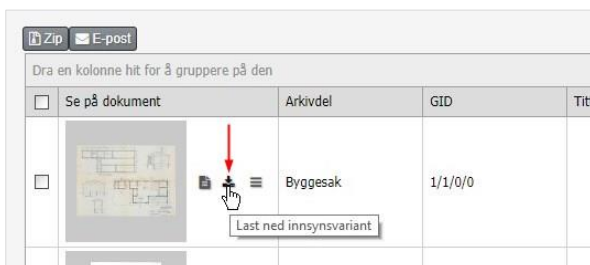 Zip E-post
Dra en kolonne hit for å gruppere på den
Se på dokument Arkivdel GID Tit
Byggesak 1/1/0/0
Last ned innsynsvariant